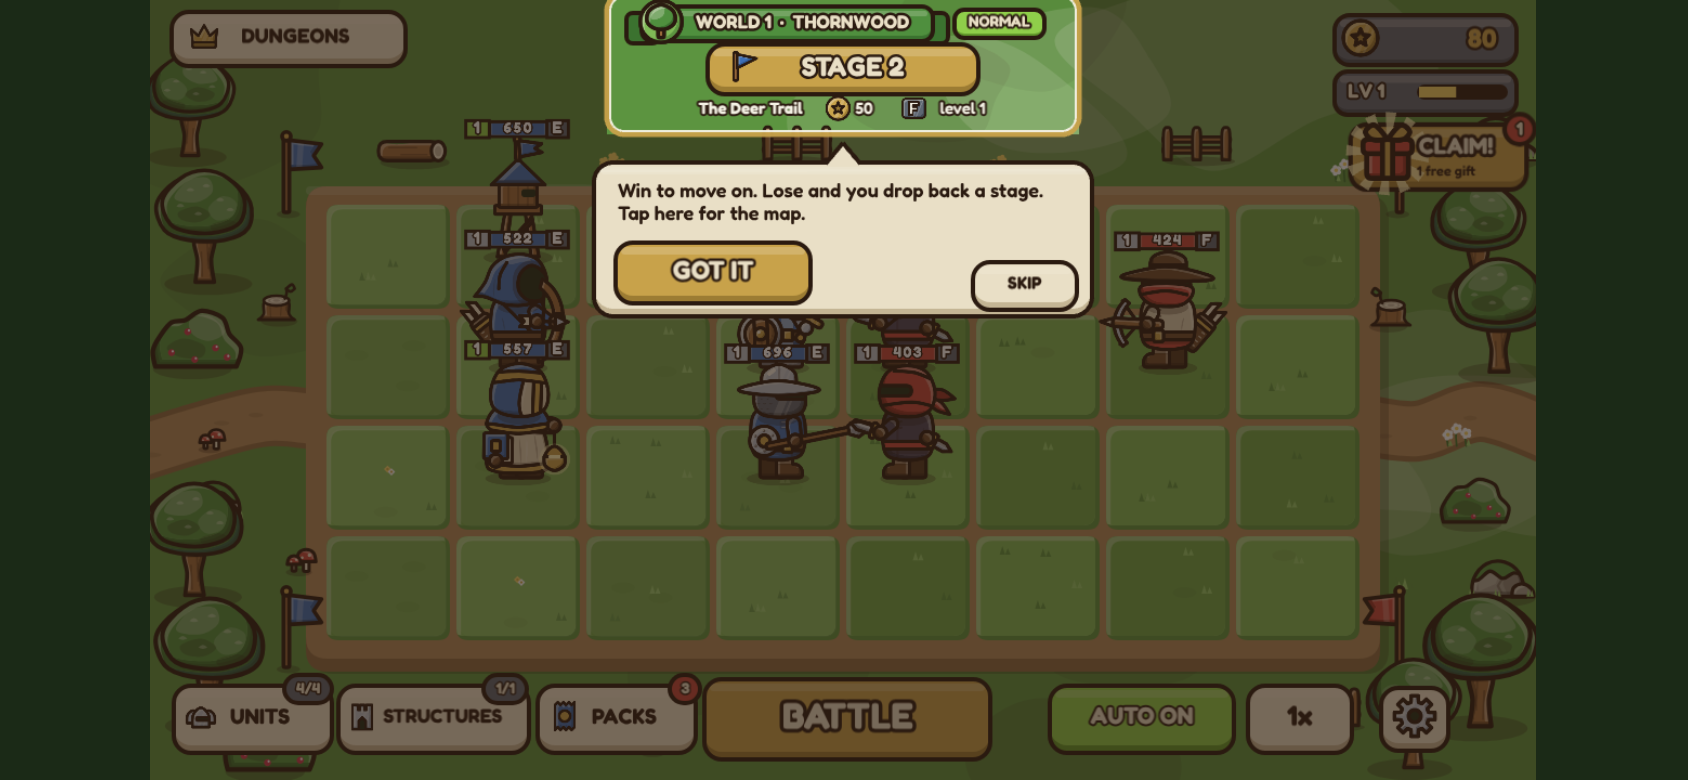 DUNGEONS
WORLD 1 • THORNWOOD
NORMAL
STAGE 2
The Deer Trail 50 F level 1
80
LV 1
CLAIM!
1 free gift
1
Win to move on. Lose and you drop back a stage.
Tap here for the map.
GOT IT
SKIP
1 650 E
1 522 E
1 424 F
1 557 E
1 696 E
1 403 F
UNITS
4/4
STRUCTURES
1/1
PACKS
3
BATTLE
AUTO ON
1x